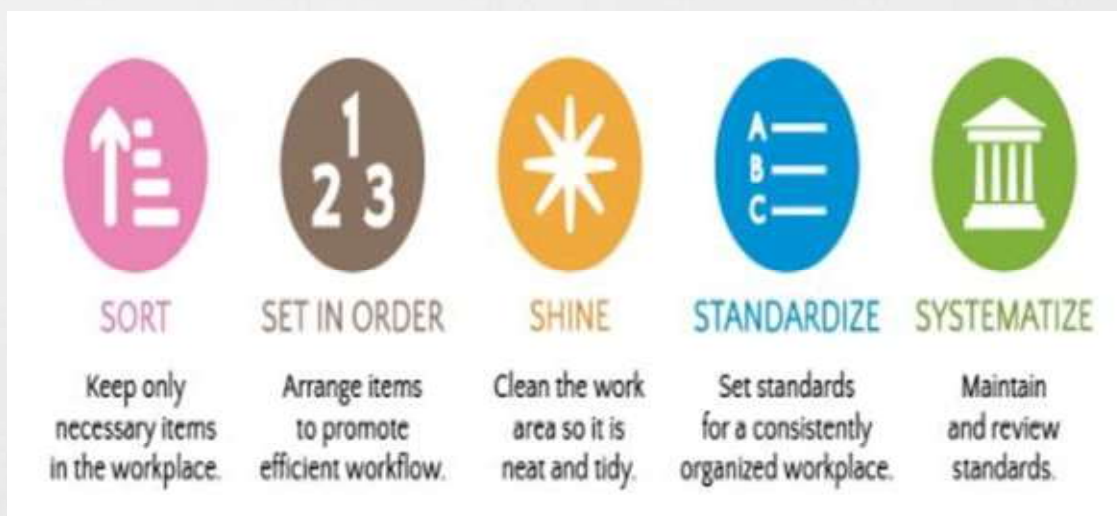 1
2 3
A
B
C
SORT
SET IN ORDER
SHINE
STANDARDIZE
SYSTEMATIZE
Keep only
necessary items
in the workplace.
Arrange items
to promote
efficient workflow.
Clean the work
area so it is
neat and tidy.
Set standards
for a consistently
organized workplace.
Maintain
and review
standards.